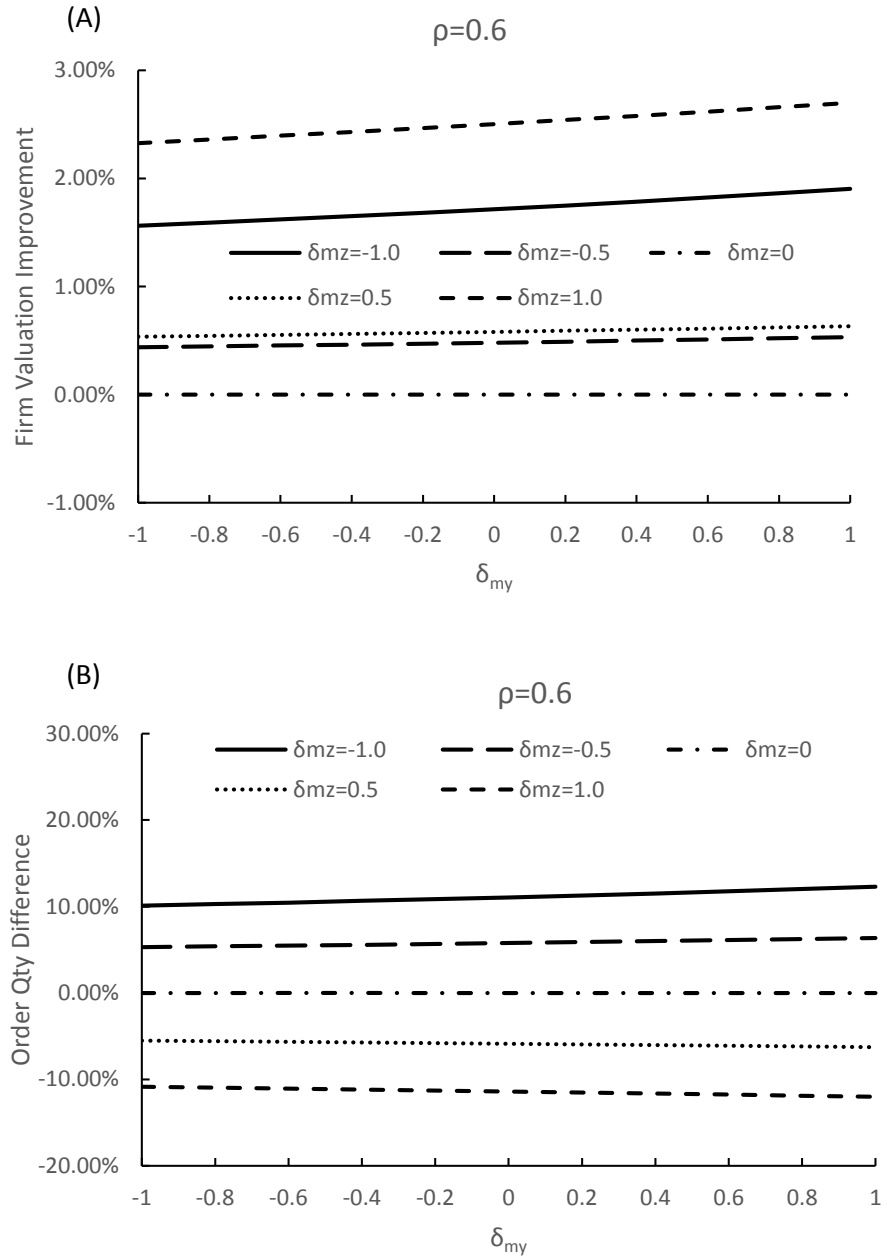 (A)
ρ=0.6
Firm Valuation Improvement
3.00%
2.00%
1.00%
0.00%
-1.00%
δmz=-1.0 δmz=-0.5 δmz=0
δmz=0.5 δmz=1.0
-1 -0.8 -0.6 -0.4 -0.2 0 0.2 0.4 0.6 0.8 1
δmy
(B)
ρ=0.6
Order Qty Difference
30.00%
20.00%
10.00%
0.00%
-10.00%
-20.00%
δmz=-1.0 δmz=-0.5 δmz=0
δmz=0.5 δmz=1.0
-1 -0.8 -0.6 -0.4 -0.2 0 0.2 0.4 0.6 0.8 1
δmy